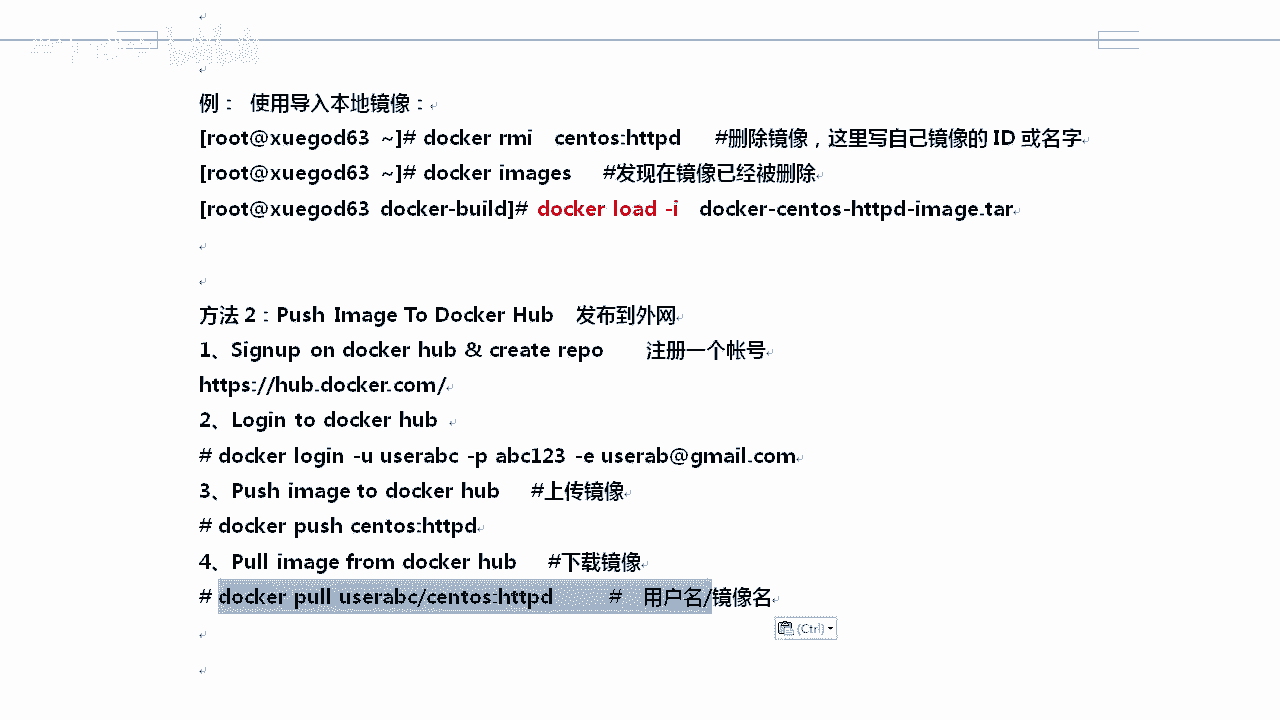 例： 使用导入本地镜像：
[root@xuegod63 ~]# docker rmi centos:httpd #删除镜像，这里写自己镜像的 ID 或名字
[root@xuegod63 ~]# docker images #发现在镜像已经被删除
[root@xuegod63 docker-build]# docker load -i docker-centos-httpd-image.tar
方法 2：Push Image To Docker Hub 发布到外网
1、Signup on docker hub & create repo 注册一个帐号
https://hub.docker.com/
2、Login to docker hub
# docker login -u userabc -p abc123 -e userab@gmail.com
3、Push image to docker hub #上传镜像
# docker push centos:httpd
4、Pull image from docker hub #下载镜像
# docker pull userabc/centos:httpd # 用户名/镜像名
(Ctrl)